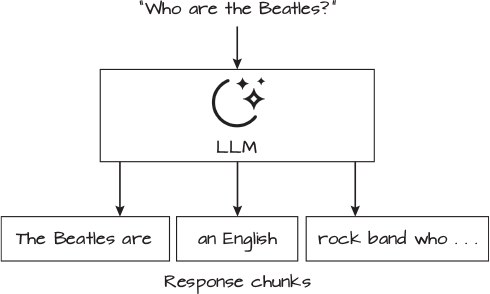 "Who are the Beatles?"
LLM
The Beatles are
an English
rock band who . . .
Response chunks